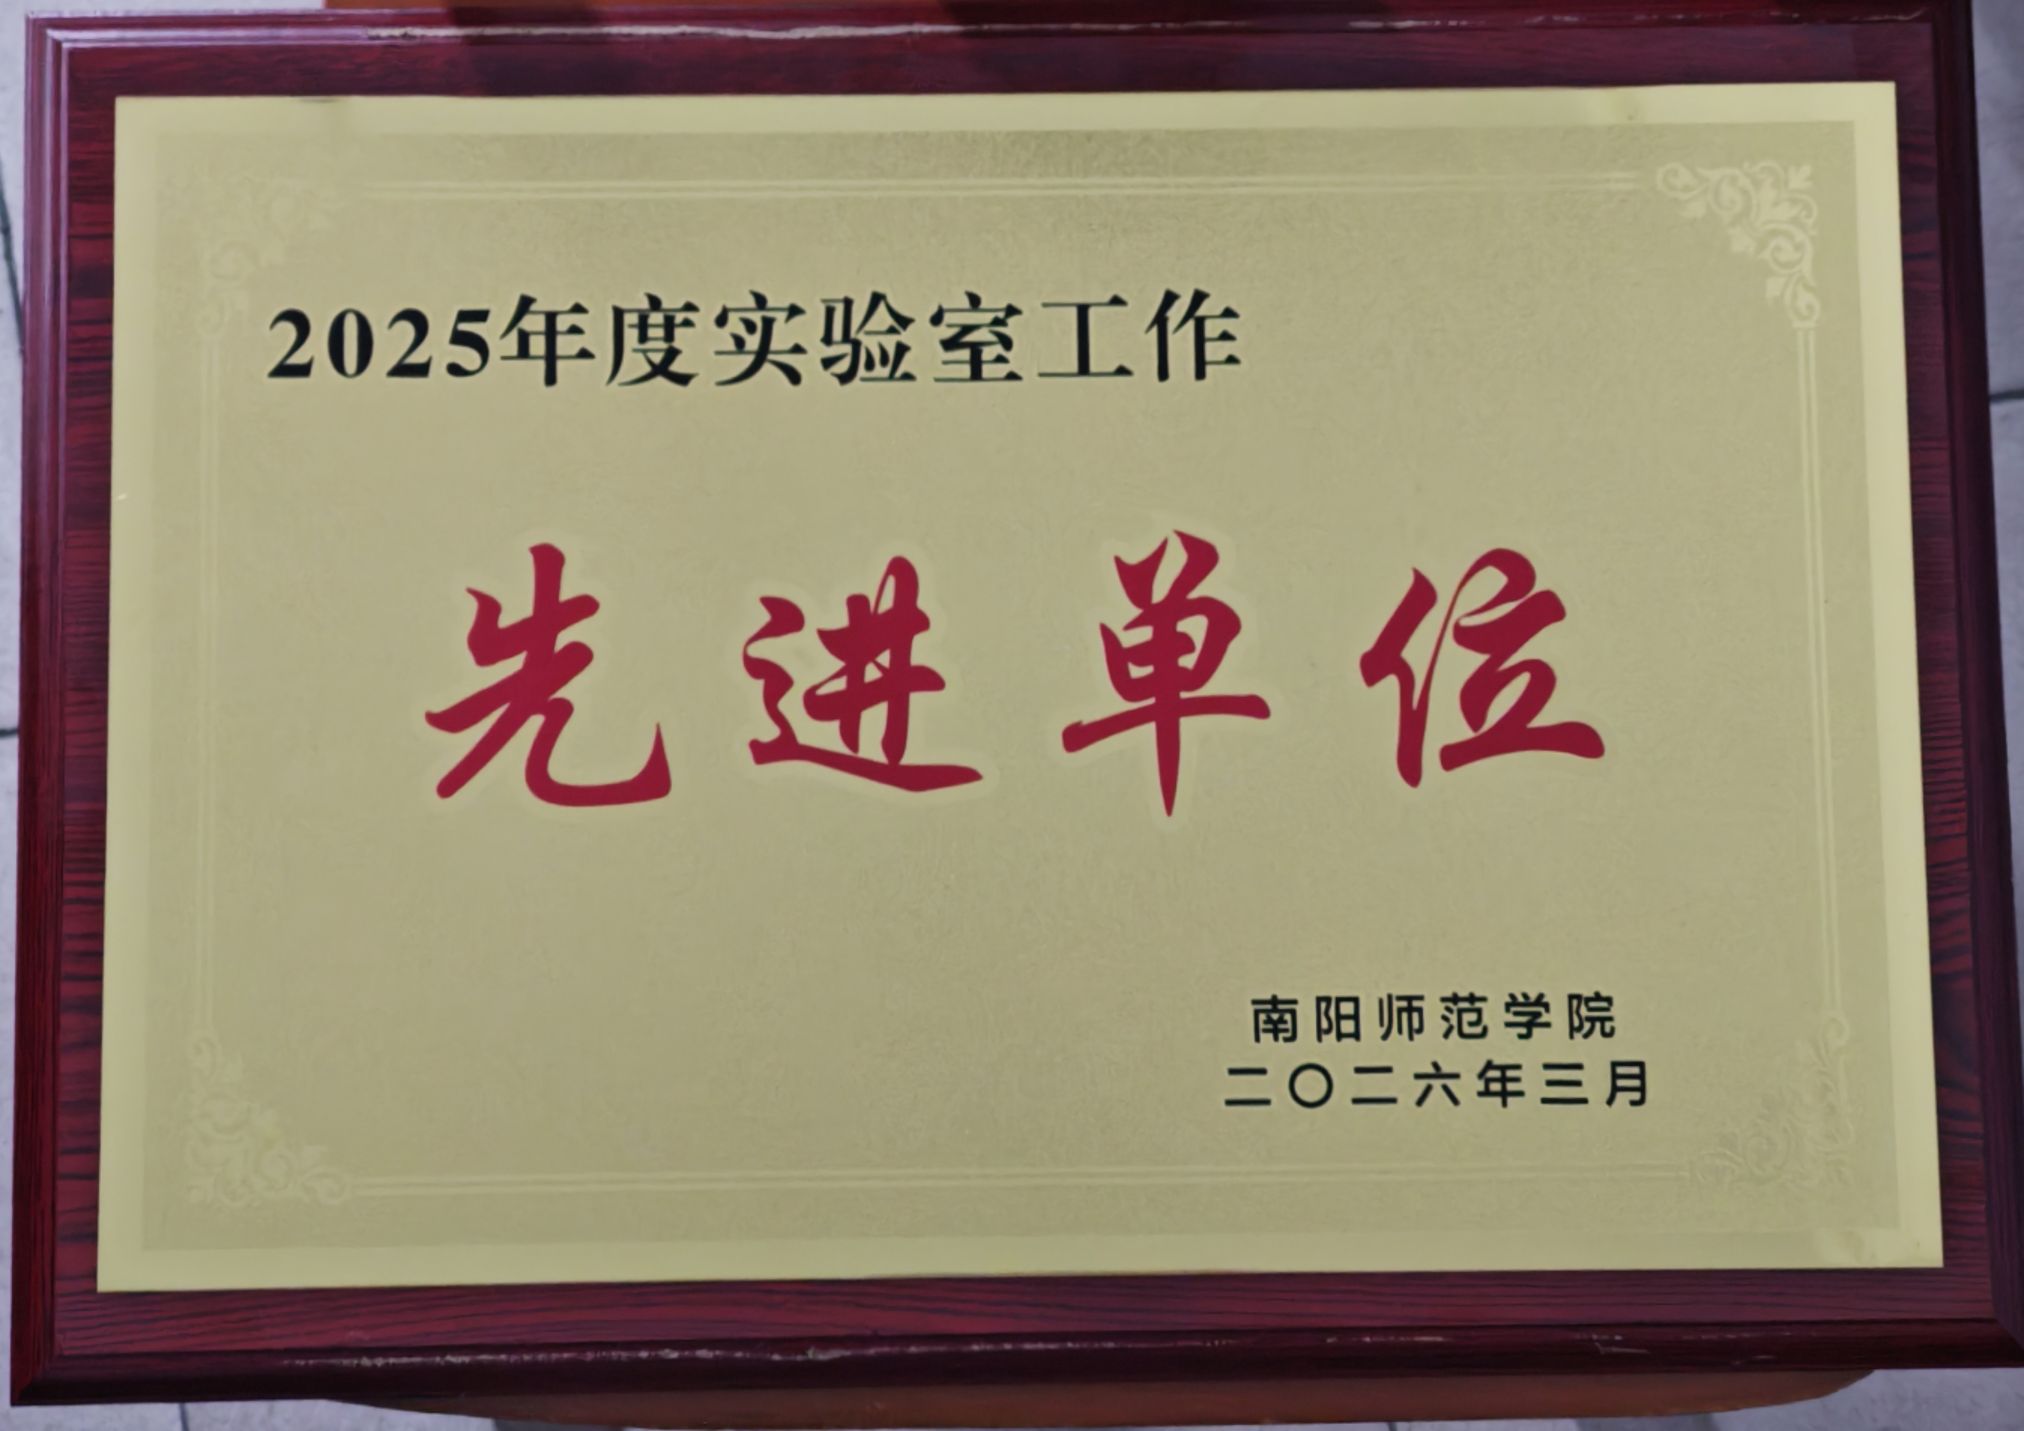 2025年度实验室工作
先进单位
南阳师范学院
二〇二六年三月